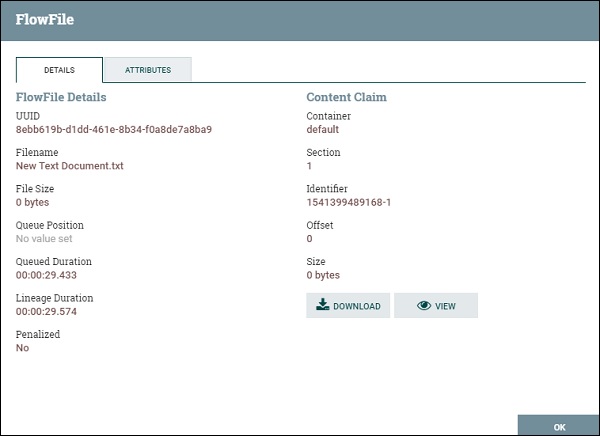 FlowFile
DETAILS
ATTRIBUTES
FlowFile Details
UUID
8ebb619b-d1dd-461e-8b34-f0a8de7a8ba9
Filename
New Text Document.txt
File Size
0 bytes
Queue Position
No value set
Queued Duration
00:00:29.433
Lineage Duration
00:00:29.574
Penalized
No
Content Claim
Container
default
Section
1
Identifier
1541399489168-1
Offset
0
Size
0 bytes
DOWNLOAD
VIEW
OK